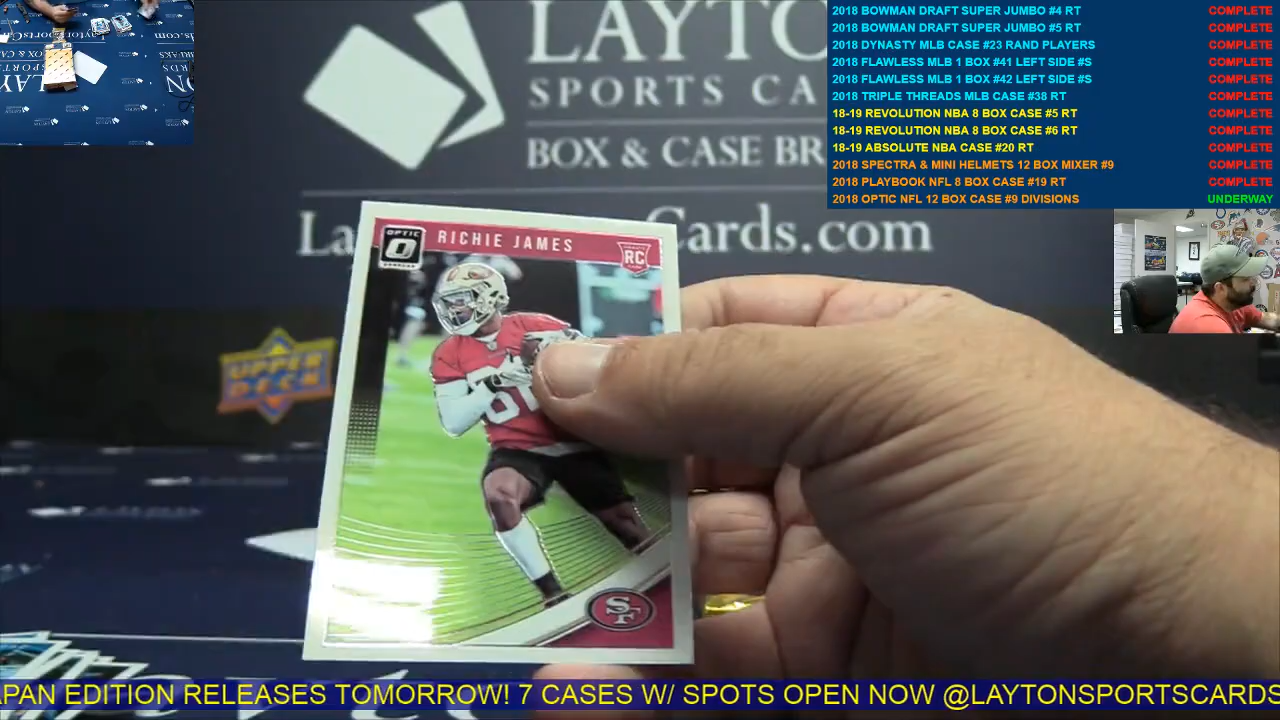 2018 BOWMAN DRAFT SUPER JUMBO #4 RT COMPLETE
2018 BOWMAN DRAFT SUPER JUMBO #5 RT COMPLETE
2018 DYNASTY MLB CASE #23 RAND PLAYERS COMPLETE
2018 FLAWLESS MLB 1 BOX #41 LEFT SIDE #S COMPLETE
2018 FLAWLESS MLB 1 BOX #42 LEFT SIDE #S COMPLETE
2018 TRIPLE THREADS MLB CASE #38 RT COMPLETE
18-19 REVOLUTION NBA 8 BOX CASE #5 RT COMPLETE
18-19 REVOLUTION NBA 8 BOX CASE #6 RT COMPLETE
18-19 ABSOLUTE NBA CASE #20 RT COMPLETE
2018 SPECTRA & MINI HELMETS 12 BOX MIXER #9 COMPLETE
2018 PLAYBOOK NFL 8 BOX CASE #19 RT COMPLETE
2018 OPTIC NFL 12 BOX CASE #9 DIVISIONS UNDERWAY
LAYTO
SPORTS CA
BOX & CASE BR
La Cards.com
OPTIC
RICHIE JAMES
RC
UPPER
DECK
SF
PAN EDITION RELEASES TOMORROW! 7 CASES W/ SPOTS OPEN NOW @LAYTONSPORTSCARDS